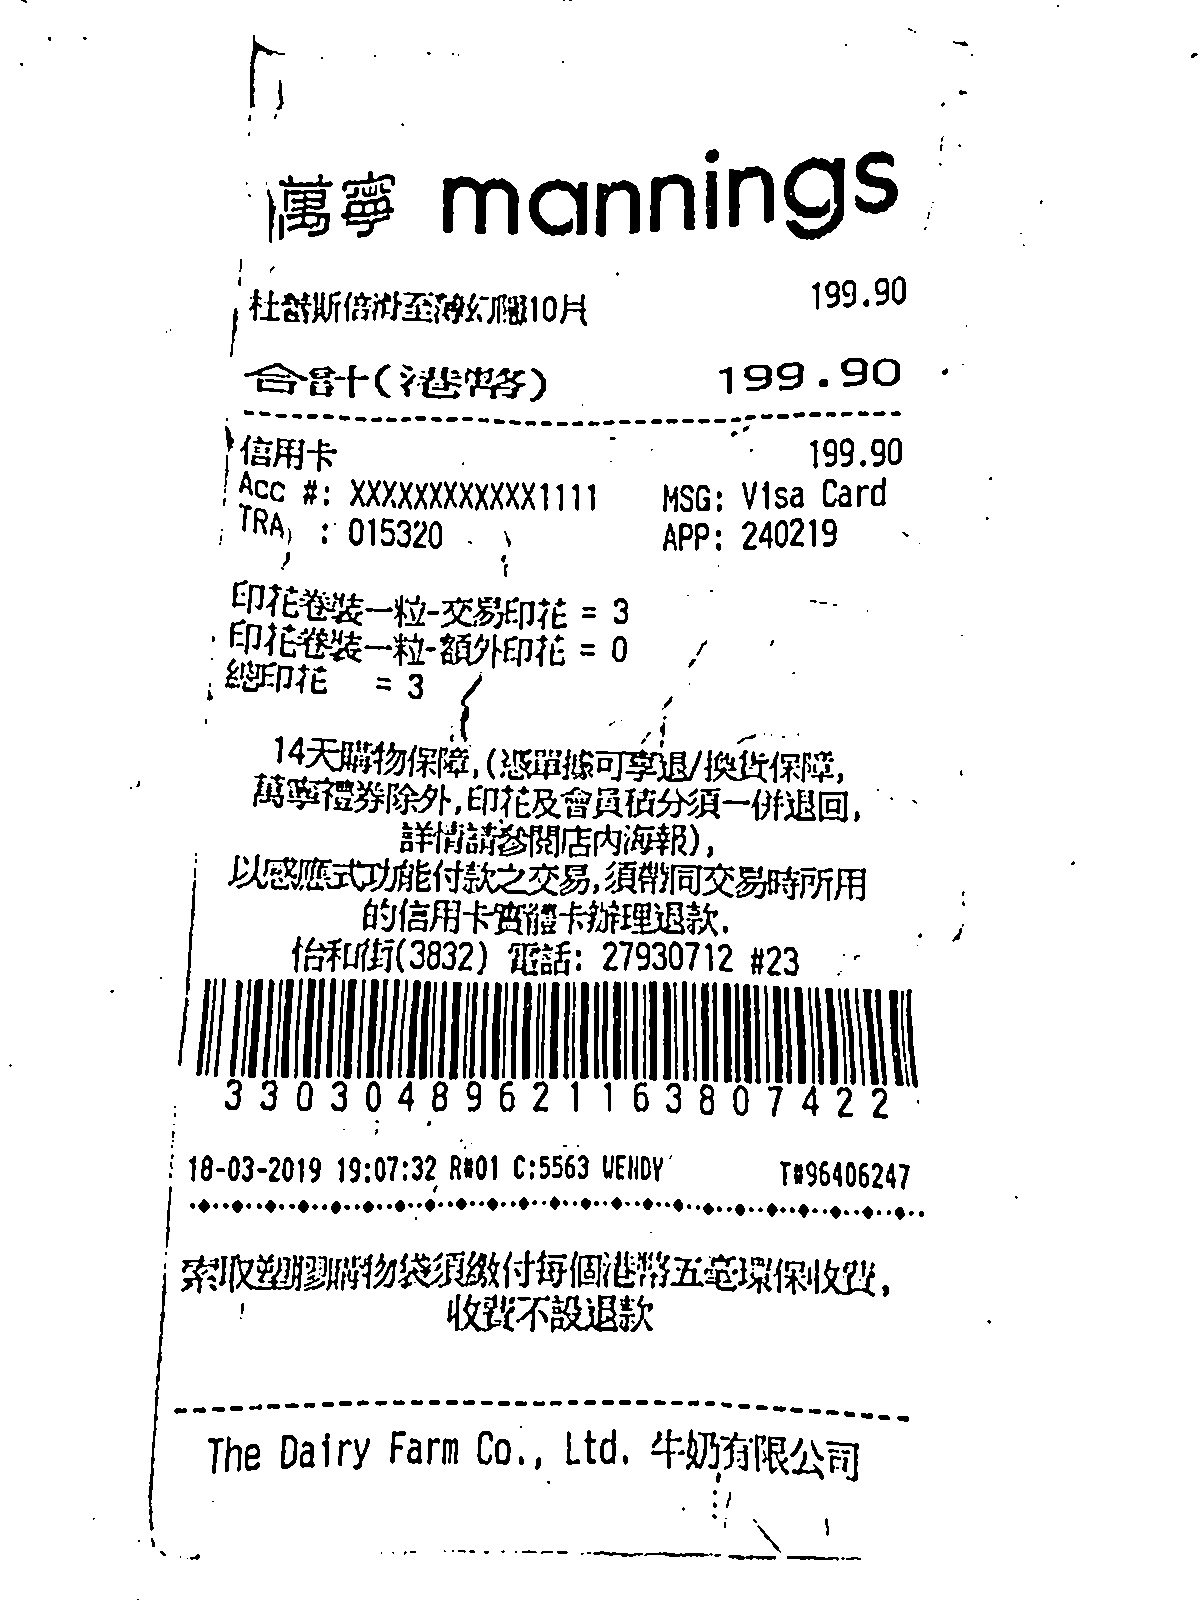 萬寧 mannings
杜蕾斯倍滑至薄幻隱10片 199.90
合計(港幣) 199.90
信用卡 199.90
Acc #: XXXXXXXXXXXX1111 MSG: Visa Card
TRA : 015320 APP: 240219
印花卷裝一粒-交易印花 = 3
印花卷裝一粒-額外印花 = 0
總印花 = 3
14天購物保障,(憑單據可享退/換貨保障,
萬寧禮券除外,印花及會員積分須一併退回,
詳情請參閱店內海報),
以感應式功能付款之交易,須帶同交易時所用
的信用卡實體卡辦理退款.
怡和街(3832) 電話: 27930712 #23
3303048962116380742 2
18-03-2019 19:07:32 R#01 C:5563 WENDY T#96406247
索取塑膠購物袋須繳付每個港幣五毫環保收費,
收費不設退款
The Dairy Farm Co., Ltd. 牛奶有限公司